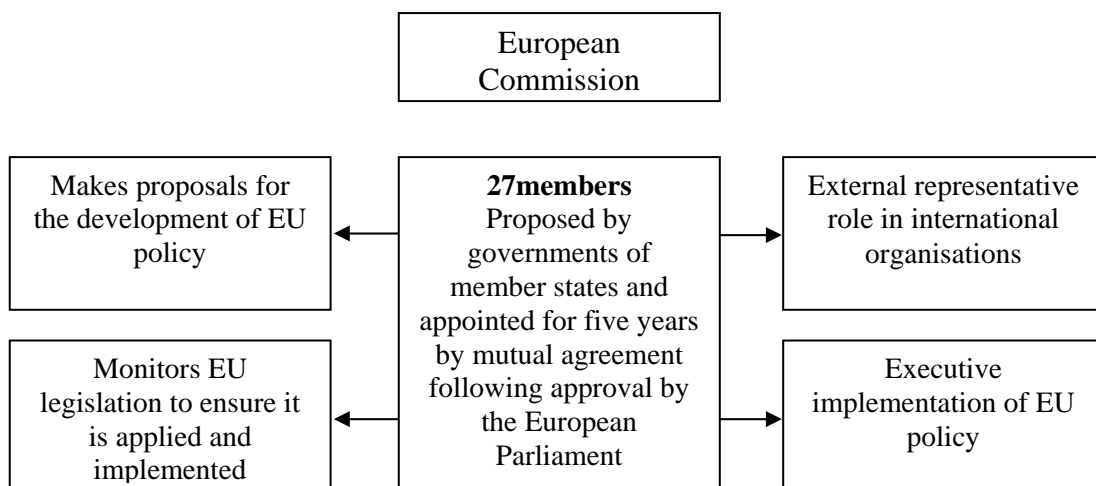 European
Commission
Makes proposals for
the development of EU
policy
27members
Proposed by
governments of
member states and
appointed for five years
by mutual agreement
following approval by
the European
Parliament
External representative
role in international
organisations
Monitors EU
legislation to ensure it
is applied and
implemented
Executive
implementation of EU
policy